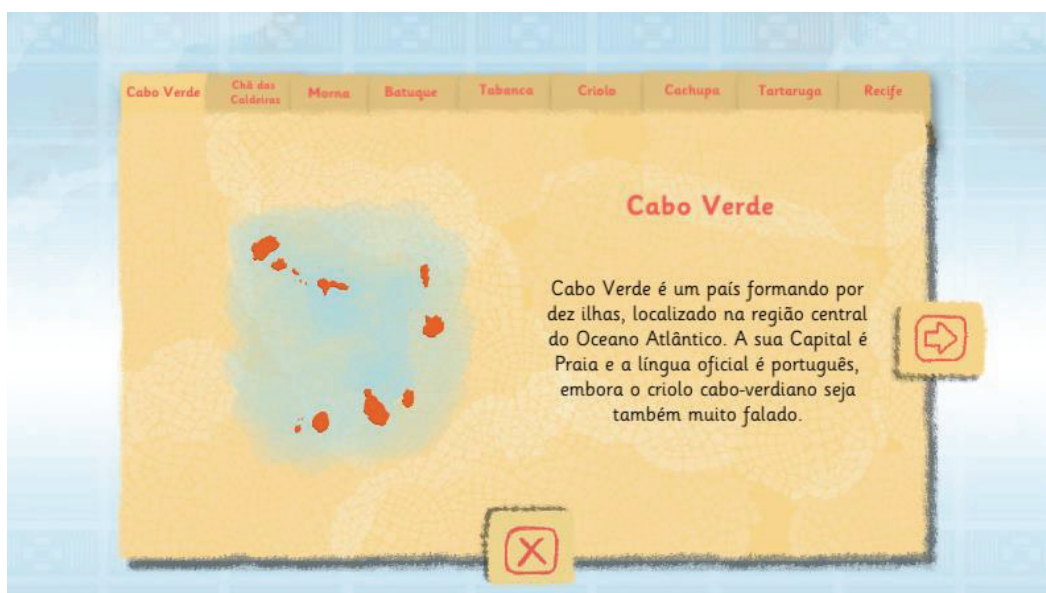 Cabo Verde
Chã das
Caldeiras
Morna
Batuque
Tabanca
Criolo
Cachupa
Tartaruga
Recife
Cabo Verde
Cabo Verde é um país formando por
dez ilhas, localizado na região central
do Oceano Atlântico. A sua Capital é
Praia e a língua oficial é português,
embora o criolo cabo-verdiano seja
também muito falado.